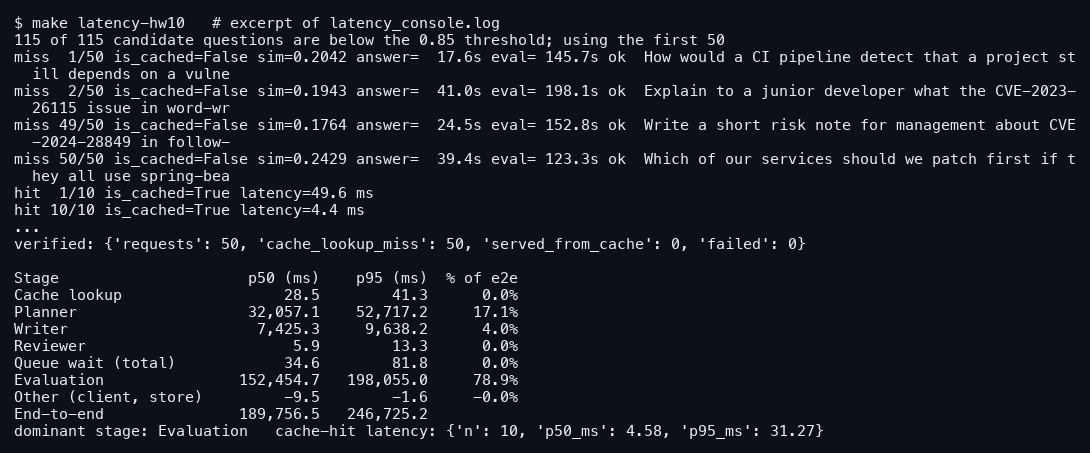 $ make latency-hw10   # excerpt of latency_console.log
115 of 115 candidate questions are below the 0.85 threshold; using the first 50
miss  1/50 is_cached=False sim=0.2042 answer=  17.6s eval= 145.7s ok  How would a CI pipeline detect that a project st
  ill depends on a vulne
miss  2/50 is_cached=False sim=0.1943 answer=  41.0s eval= 198.1s ok  Explain to a junior developer what the CVE-2023-
  26115 issue in word-wr
miss 49/50 is_cached=False sim=0.1764 answer=  24.5s eval= 152.8s ok  Write a short risk note for management about CVE
  -2024-28849 in follow-
miss 50/50 is_cached=False sim=0.2429 answer=  39.4s eval= 123.3s ok  Which of our services should we patch first if t
  hey all use spring-bea
hit  1/10 is_cached=True latency=49.6 ms
hit 10/10 is_cached=True latency=4.4 ms
...
verified: {'requests': 50, 'cache_lookup_miss': 50, 'served_from_cache': 0, 'failed': 0}

Stage                      p50 (ms)    p95 (ms)  % of e2e
Cache lookup                   28.5        41.3      0.0%
Planner                    32,057.1    52,717.2     17.1%
Writer                      7,425.3     9,638.2      4.0%
Reviewer                        5.9        13.3      0.0%
Queue wait (total)             34.6        81.8      0.0%
Evaluation                152,454.7   198,055.0     78.9%
Other (client, store)          -9.5        -1.6     -0.0%
End-to-end                189,756.5   246,725.2
dominant stage: Evaluation   cache-hit latency: {'n': 10, 'p50_ms': 4.58, 'p95_ms': 31.27}